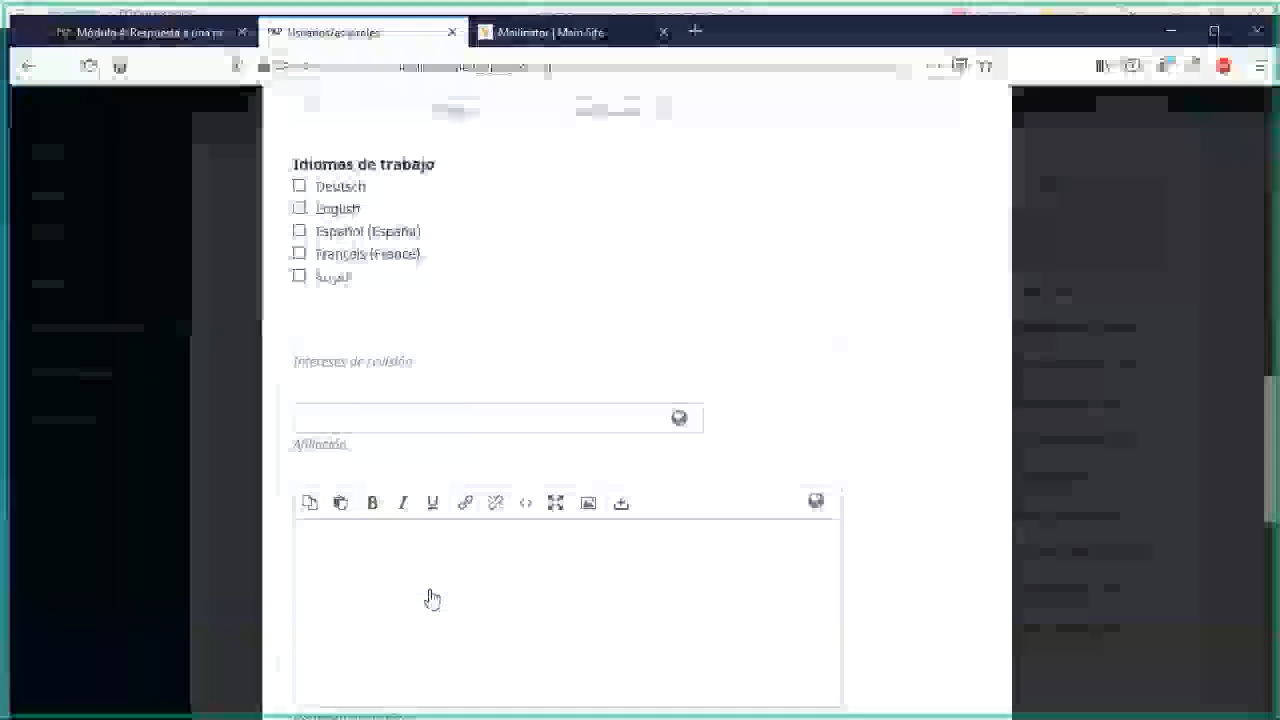 Módulo 4: Respuesta a una pr
Usuarios/as y roles
Mailinator | Main Site
Idiomas de trabajo
Deutsch
English
Español (España)
Français (France)
العربية
Intereses de revisión
Afiliación
B I U